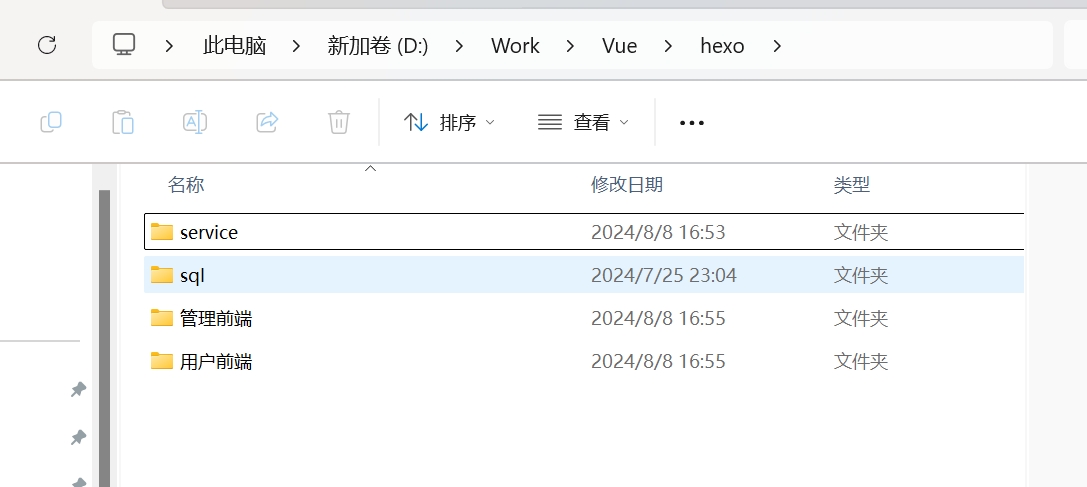 此电脑 新加卷 (D:) Work Vue hexo
排序 查看
名称 修改日期 类型
service 2024/8/8 16:53 文件夹
sql 2024/7/25 23:04 文件夹
管理前端 2024/8/8 16:55 文件夹
用户前端 2024/8/8 16:55 文件夹